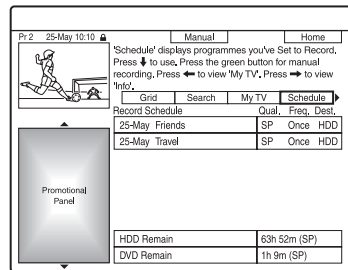 Pr 2 25-May 10:10
Manual
Home
'Schedule' displays programmes you've Set to Record.
Press ⬇ to use. Press the green button for manual
recording. Press ⬅ to view 'My TV'. Press ➡ to view
'Info'.
Grid Search My TV Schedule
Record Schedule Qual. Freq. Dest.
25-May Friends SP Once HDD
25-May Travel SP Once HDD
Promotional
Panel
HDD Remain 63h 52m (SP)
DVD Remain 1h 9m (SP)